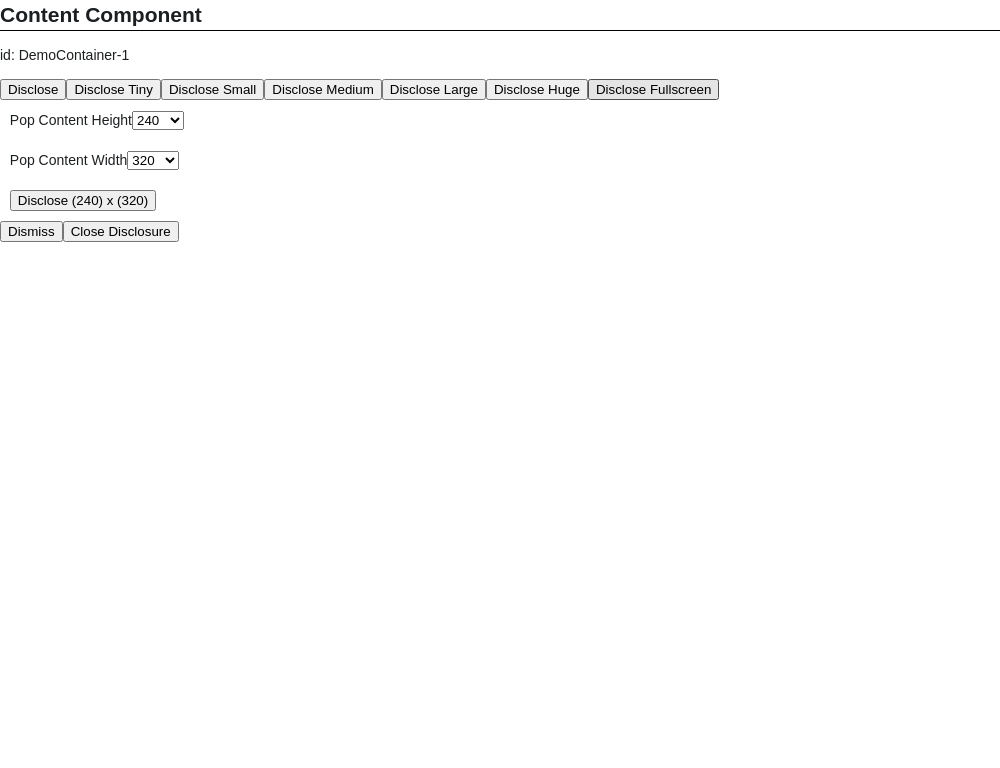 Content Component
id: DemoContainer-1
Disclose Disclose Tiny Disclose Small Disclose Medium Disclose Large Disclose Huge Disclose Fullscreen
Pop Content Height 240
Pop Content Width 320
Disclose (240) x (320)
Dismiss Close Disclosure